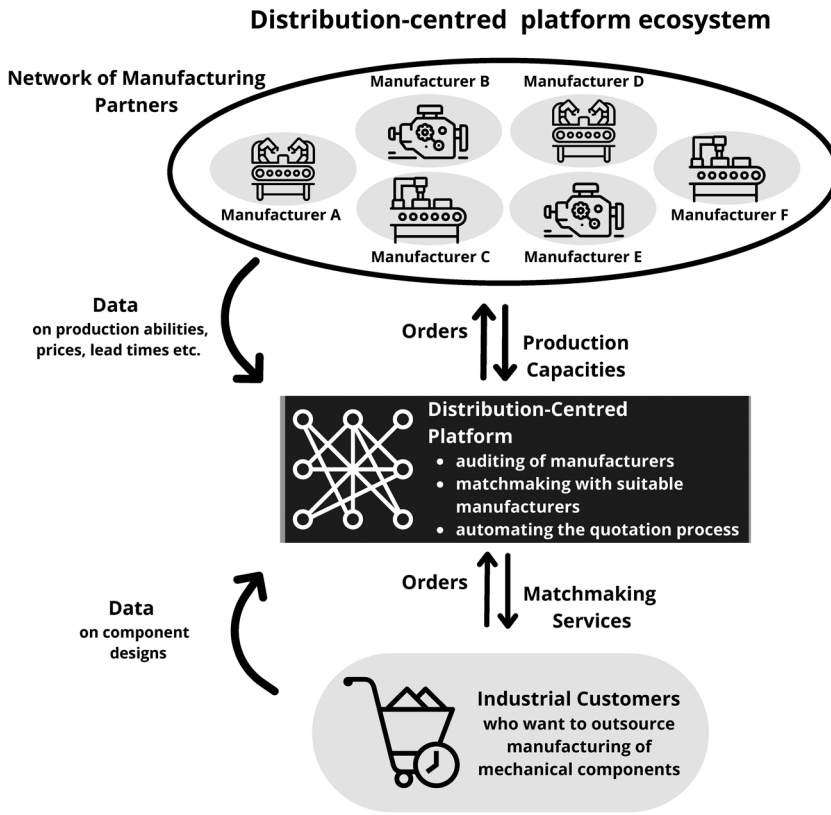 Distribution-centred platform ecosystem
Network of Manufacturing
Partners
Manufacturer B
Manufacturer D
Manufacturer A
Manufacturer F
Manufacturer C
Manufacturer E
Data
on production abilities,
prices, lead times etc.
Orders
Production
Capacities
Distribution-Centred
Platform
• auditing of manufacturers
• matchmaking with suitable
manufacturers
• automating the quotation process
Orders
Matchmaking
Services
Data
on component
designs
Industrial Customers
who want to outsource
manufacturing of
mechanical components